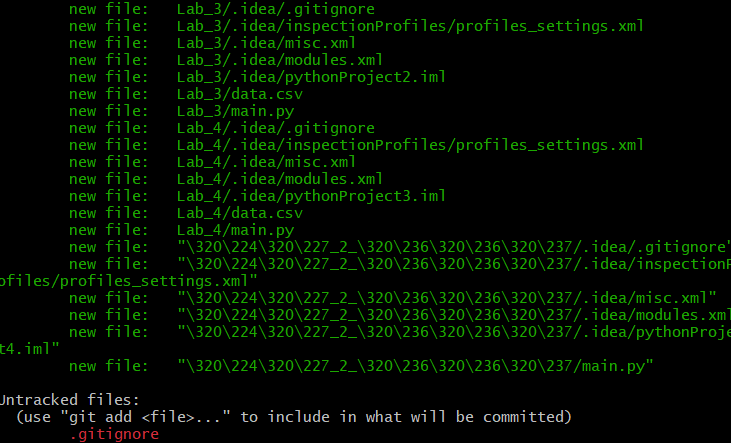 new file: Lab_3/.idea/.gitignore
new file: Lab_3/.idea/inspectionProfiles/profiles_settings.xml
new file: Lab_3/.idea/misc.xml
new file: Lab_3/.idea/modules.xml
new file: Lab_3/.idea/pythonProject2.iml
new file: Lab_3/data.csv
new file: Lab_3/main.py
new file: Lab_4/.idea/.gitignore
new file: Lab_4/.idea/inspectionProfiles/profiles_settings.xml
new file: Lab_4/.idea/misc.xml
new file: Lab_4/.idea/modules.xml
new file: Lab_4/.idea/pythonProject3.iml
new file: Lab_4/data.csv
new file: Lab_4/main.py
new file: "\320\224\320\227_2_\320\236\320\236\320\237/.idea/.gitignore"
new file: "\320\224\320\227_2_\320\236\320\236\320\237/.idea/inspectionP
ofiles/profiles_settings.xml"
new file: "\320\224\320\227_2_\320\236\320\236\320\237/.idea/misc.xml"
new file: "\320\224\320\227_2_\320\236\320\236\320\237/.idea/modules.xml
new file: "\320\224\320\227_2_\320\236\320\236\320\237/.idea/pythonProje
t4.iml"
new file: "\320\224\320\227_2_\320\236\320\236\320\237/main.py"
Untracked files:
(use "git add <file>..." to include in what will be committed)
.gitignore